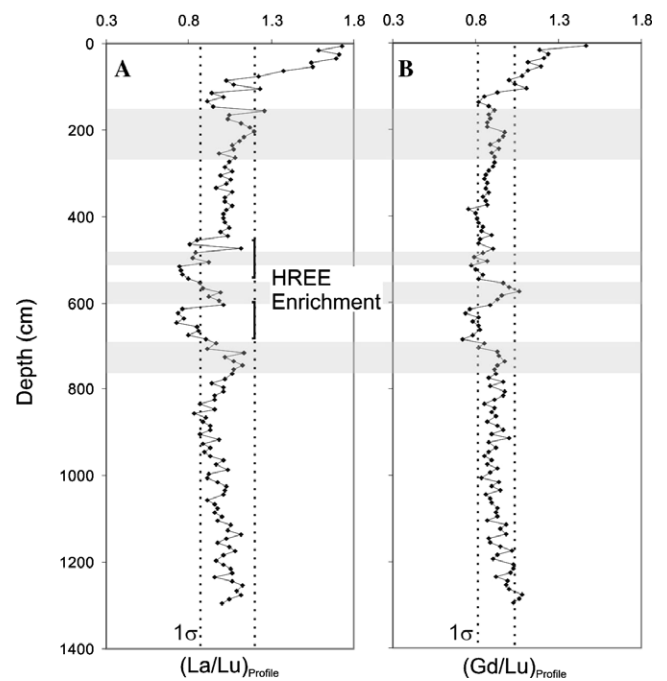 0.3 0.8 1.3 1.8 0.3 0.8 1.3 1.8
A B
0
200
400
600
800
1000
1200
1400
Depth (cm)
HREE
Enrichment
1σ 1σ
(La/Lu)Profile (Gd/Lu)Profile